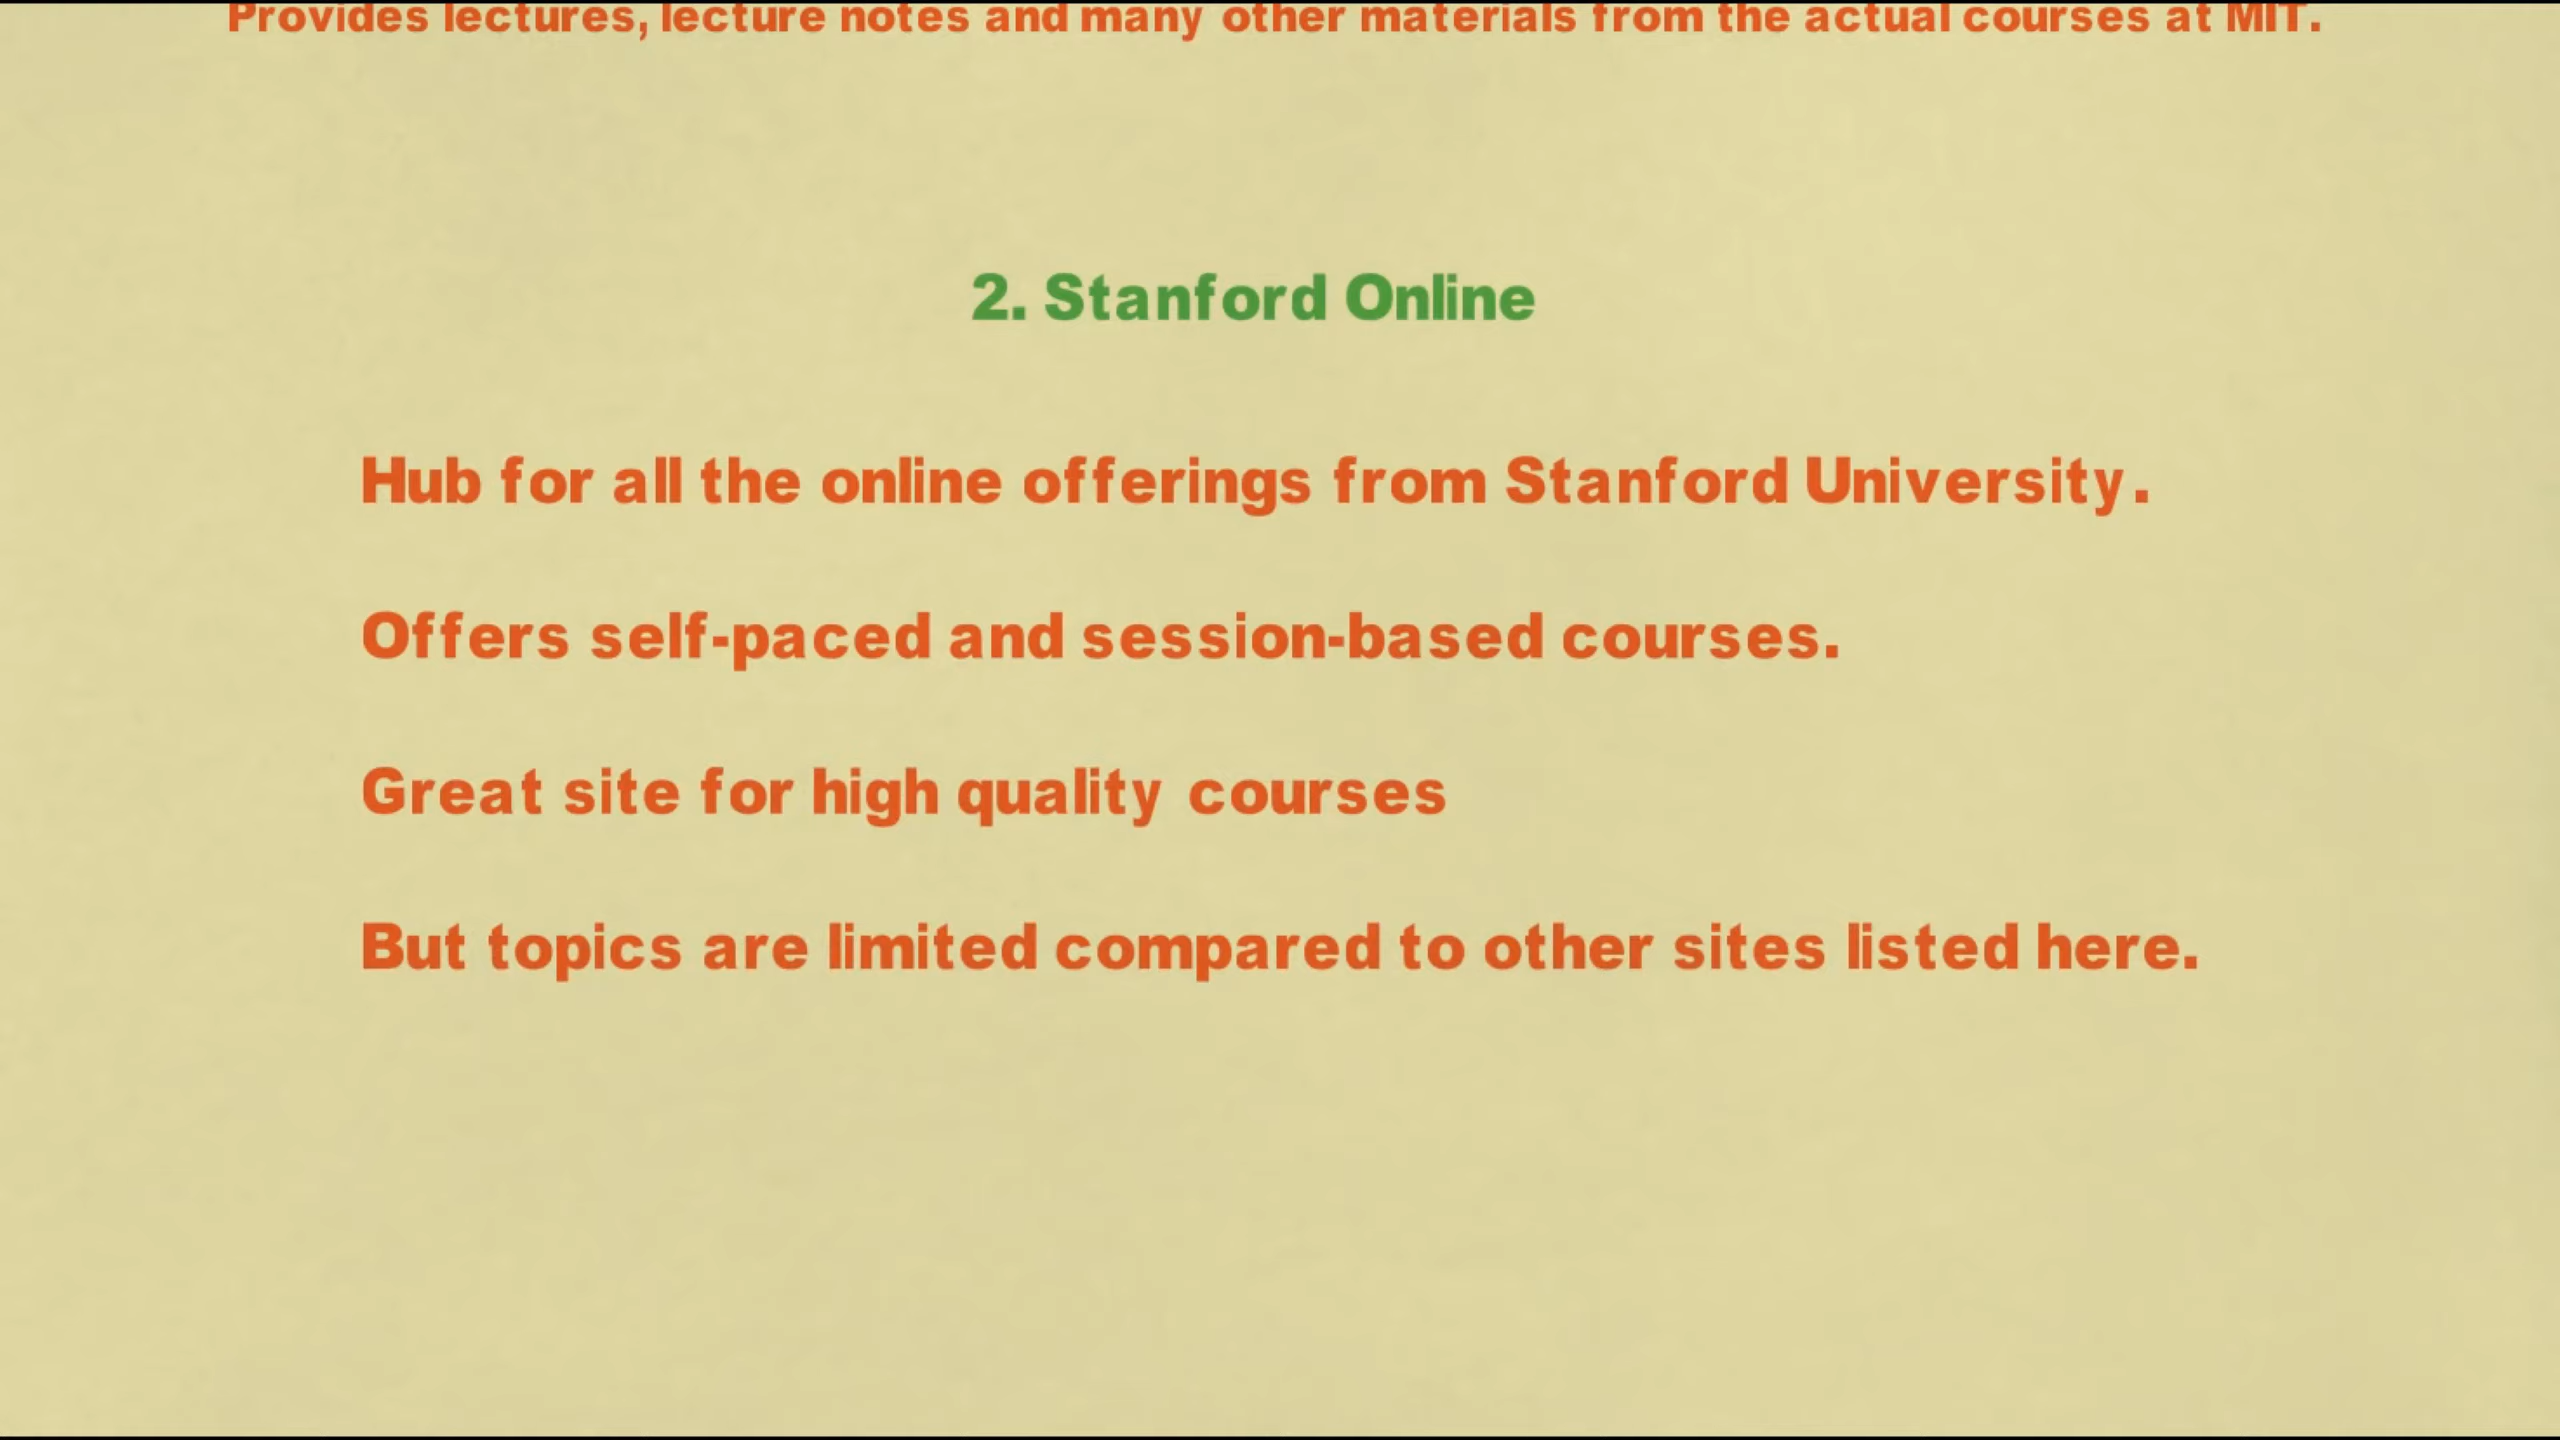 Provides lectures, lecture notes and many other materials from the actual courses at MIT.
2. Stanford Online
Hub for all the online offerings from Stanford University.
Offers self-paced and session-based courses.
Great site for high quality courses
But topics are limited compared to other sites listed here.